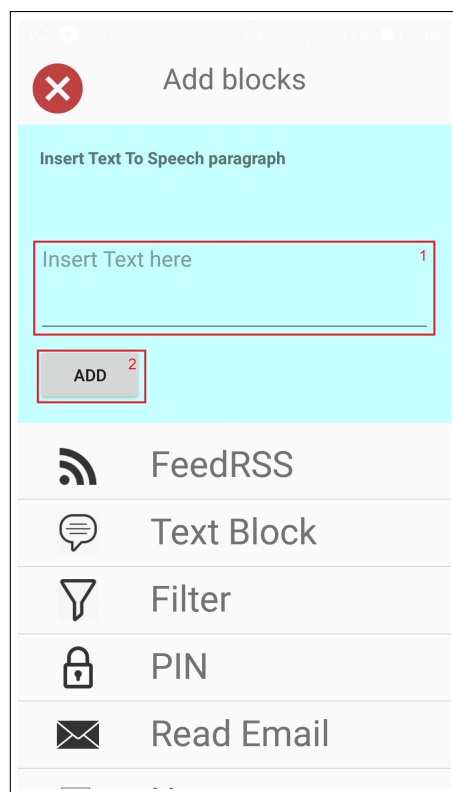 Add blocks
Insert Text To Speech paragraph
Insert Text here
1
ADD
2
FeedRSS
Text Block
Filter
PIN
Read Email